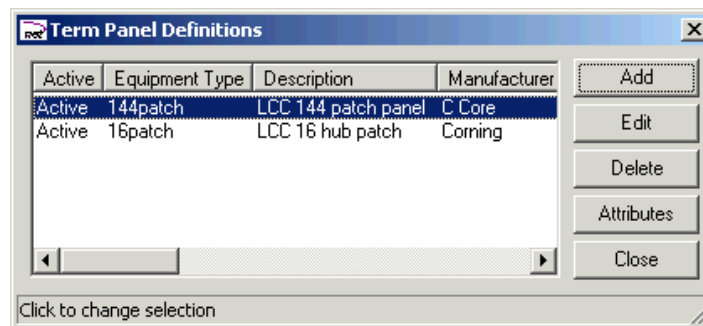 Term Panel Definitions
Active Equipment Type Description Manufacturer
Active 144patch LCC 144 patch panel C Core
Active 16patch LCC 16 hub patch Corning
Add
Edit
Delete
Attributes
Close
Click to change selection